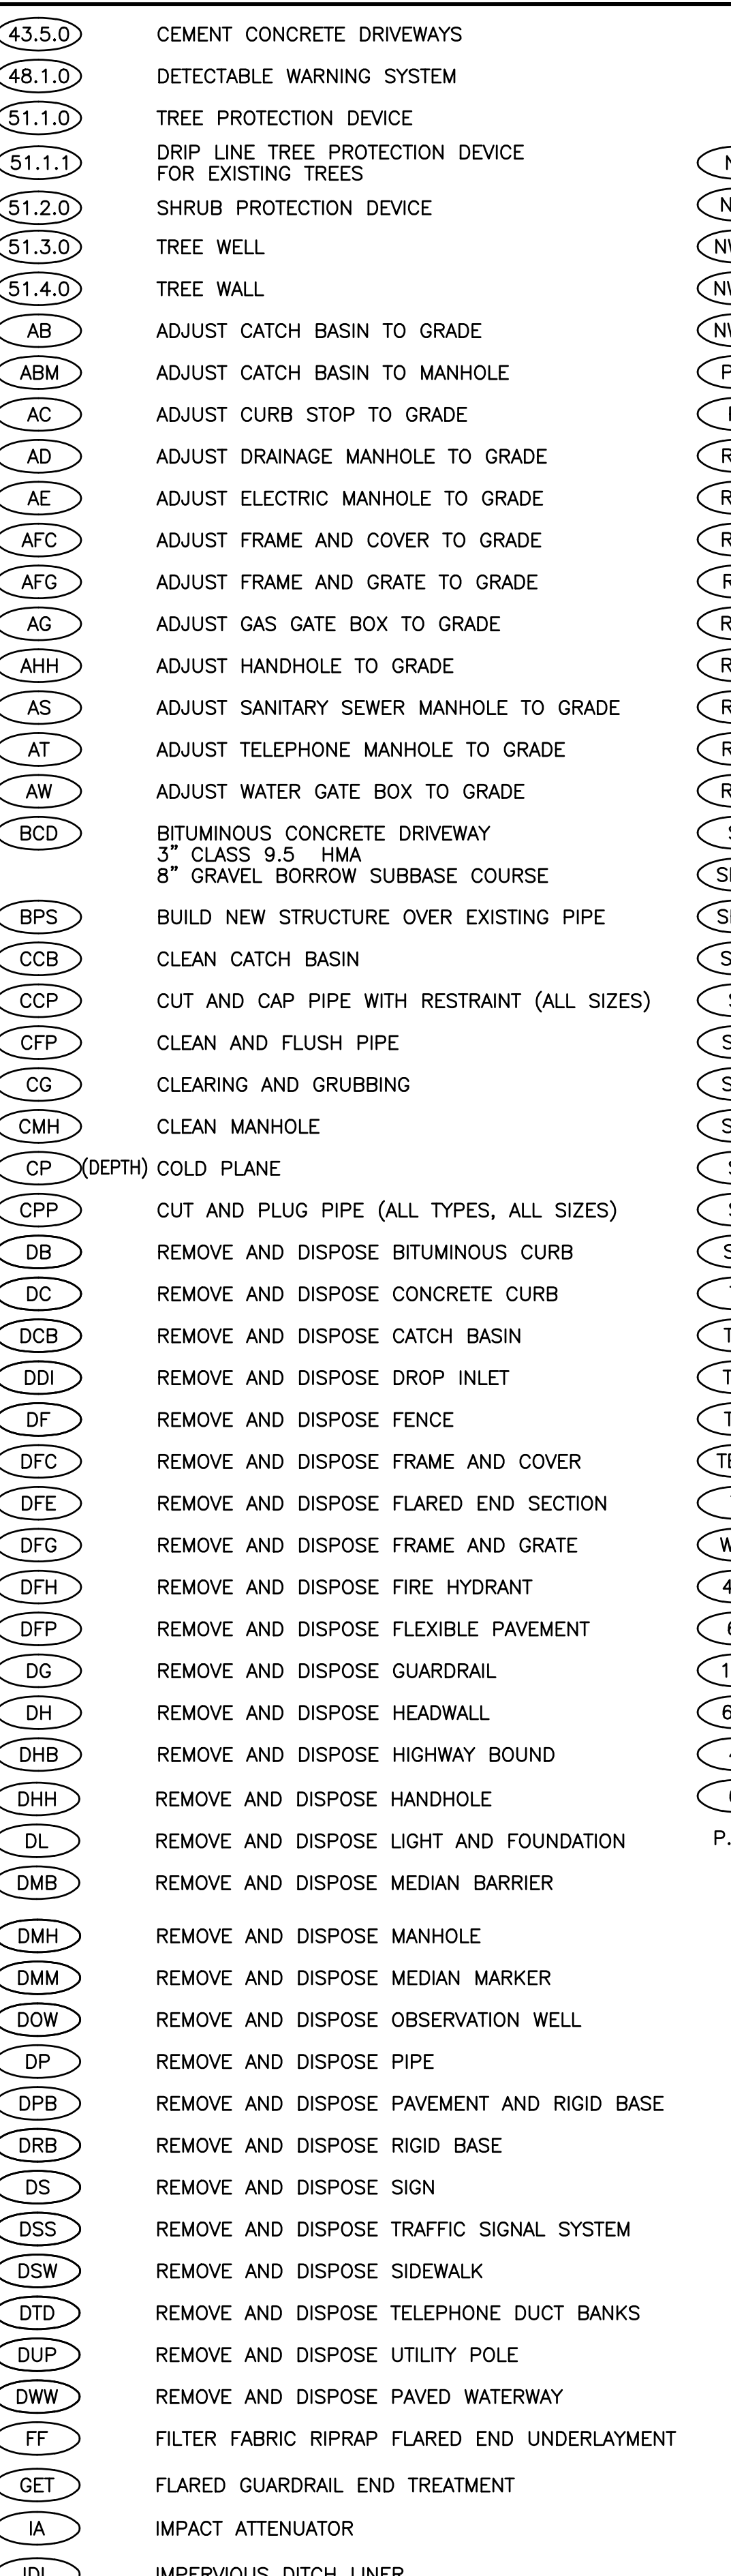 43.5.0 CEMENT CONCRETE DRIVEWAYS
48.1.0 DETECTABLE WARNING SYSTEM
51.1.0 TREE PROTECTION DEVICE
51.1.1 DRIP LINE TREE PROTECTION DEVICE
FOR EXISTING TREES
51.2.0 SHRUB PROTECTION DEVICE
51.3.0 TREE WELL
51.4.0 TREE WALL
AB ADJUST CATCH BASIN TO GRADE
ABM ADJUST CATCH BASIN TO MANHOLE
AC ADJUST CURB STOP TO GRADE
AD ADJUST DRAINAGE MANHOLE TO GRADE
AE ADJUST ELECTRIC MANHOLE TO GRADE
AFC ADJUST FRAME AND COVER TO GRADE
AFG ADJUST FRAME AND GRATE TO GRADE
AG ADJUST GAS GATE BOX TO GRADE
AHH ADJUST HANDHOLE TO GRADE
AS ADJUST SANITARY SEWER MANHOLE TO GRADE
AT ADJUST TELEPHONE MANHOLE TO GRADE
AW ADJUST WATER GATE BOX TO GRADE
BCD BITUMINOUS CONCRETE DRIVEWAY
3" CLASS 9.5 HMA
8" GRAVEL BORROW SUBBASE COURSE
BPS BUILD NEW STRUCTURE OVER EXISTING PIPE
CCB CLEAN CATCH BASIN
CCP CUT AND CAP PIPE WITH RESTRAINT (ALL SIZES)
CFP CLEAN AND FLUSH PIPE
CG CLEARING AND GRUBBING
CMH CLEAN MANHOLE
CP (DEPTH) COLD PLANE
CPP CUT AND PLUG PIPE (ALL TYPES, ALL SIZES)
DB REMOVE AND DISPOSE BITUMINOUS CURB
DC REMOVE AND DISPOSE CONCRETE CURB
DCB REMOVE AND DISPOSE CATCH BASIN
DDI REMOVE AND DISPOSE DROP INLET
DF REMOVE AND DISPOSE FENCE
DFC REMOVE AND DISPOSE FRAME AND COVER
DFE REMOVE AND DISPOSE FLARED END SECTION
DFG REMOVE AND DISPOSE FRAME AND GRATE
DFH REMOVE AND DISPOSE FIRE HYDRANT
DFP REMOVE AND DISPOSE FLEXIBLE PAVEMENT
DG REMOVE AND DISPOSE GUARDRAIL
DH REMOVE AND DISPOSE HEADWALL
DHB REMOVE AND DISPOSE HIGHWAY BOUND
DHH REMOVE AND DISPOSE HANDHOLE
DL REMOVE AND DISPOSE LIGHT AND FOUNDATION
DMB REMOVE AND DISPOSE MEDIAN BARRIER
DMH REMOVE AND DISPOSE MANHOLE
DMM REMOVE AND DISPOSE MEDIAN MARKER
DOW REMOVE AND DISPOSE OBSERVATION WELL
DP REMOVE AND DISPOSE PIPE
DPB REMOVE AND DISPOSE PAVEMENT AND RIGID BASE
DRB REMOVE AND DISPOSE RIGID BASE
DS REMOVE AND DISPOSE SIGN
DSS REMOVE AND DISPOSE TRAFFIC SIGNAL SYSTEM
DSW REMOVE AND DISPOSE SIDEWALK
DTD REMOVE AND DISPOSE TELEPHONE DUCT BANKS
DUP REMOVE AND DISPOSE UTILITY POLE
DWW REMOVE AND DISPOSE PAVED WATERWAY
FF FILTER FABRIC RIPRAP FLARED END UNDERLAYMENT
GET FLARED GUARDRAIL END TREATMENT
IA IMPACT ATTENUATOR
IDL IMPERVIOUS DITCH LINER